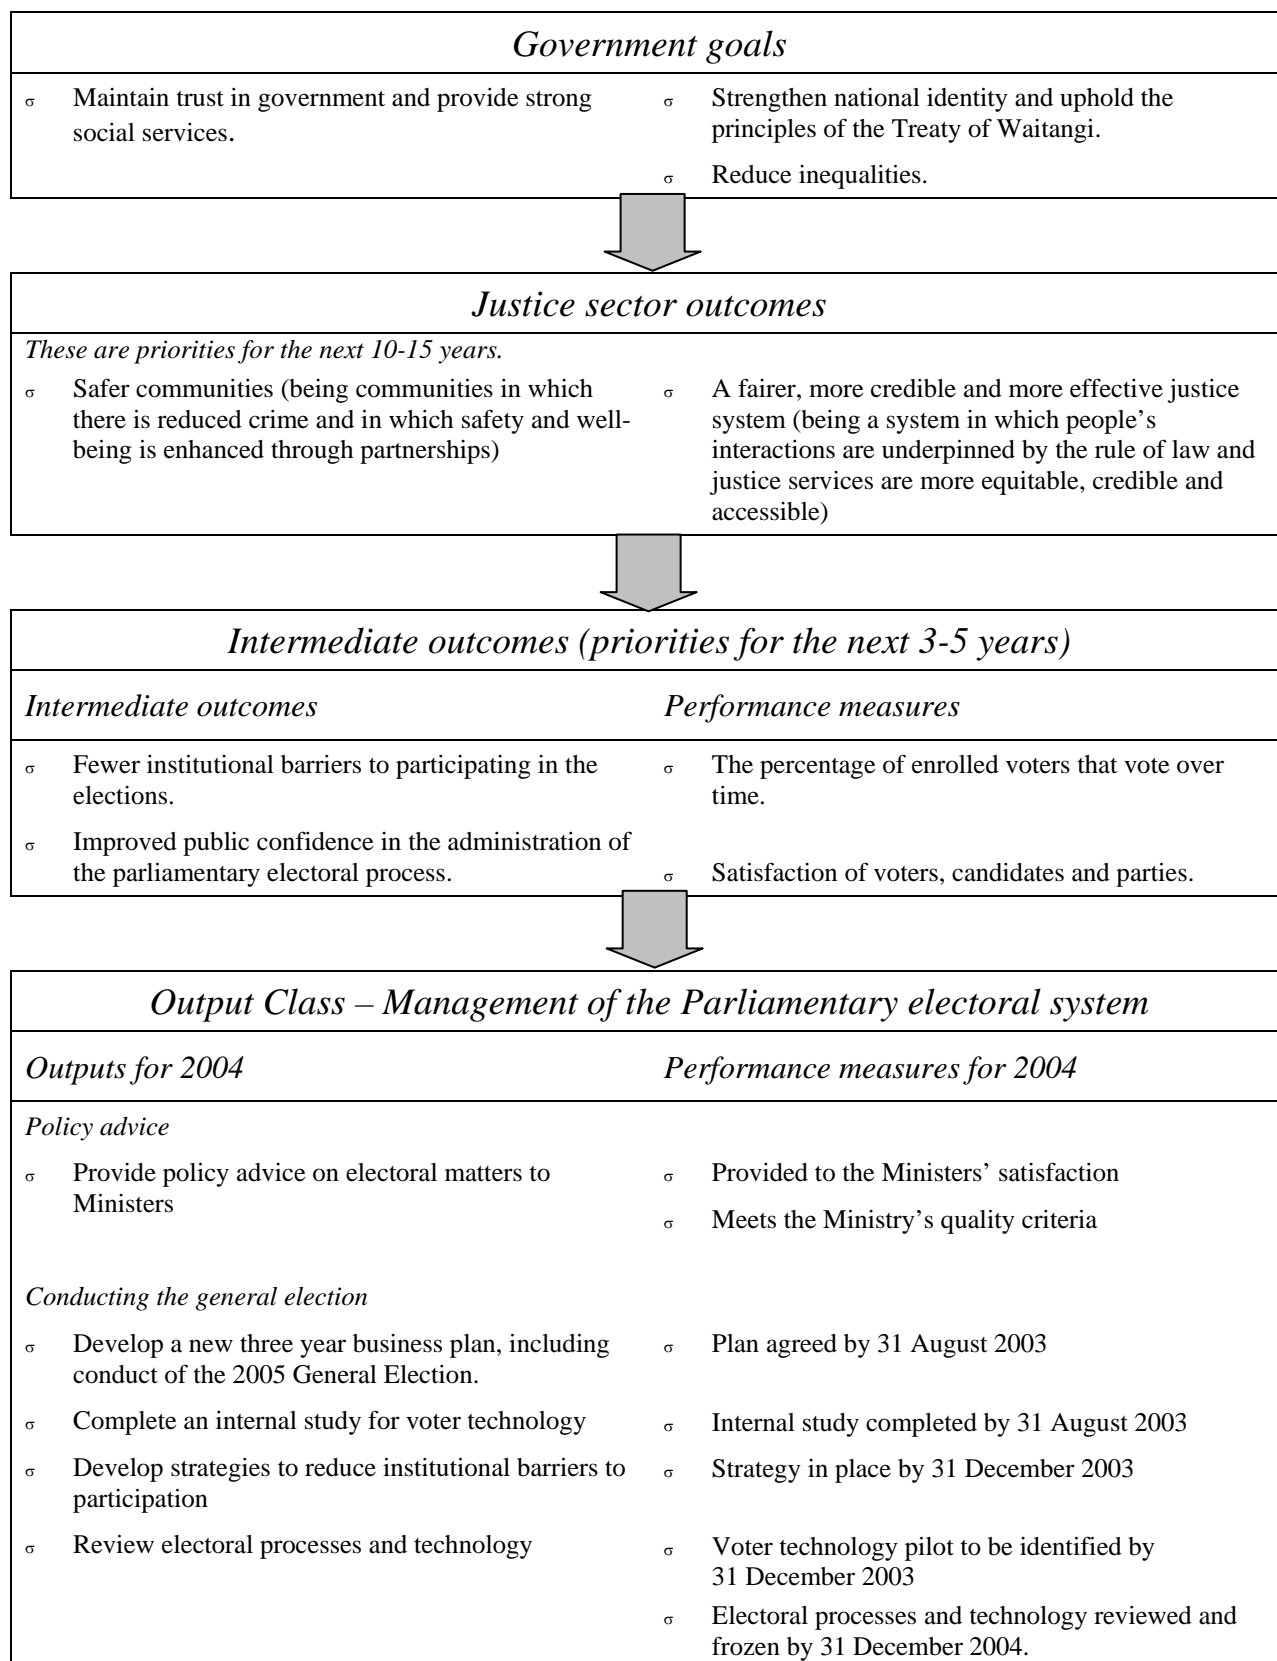 Government goals
σ Maintain trust in government and provide strong
social services.
σ Strengthen national identity and uphold the
principles of the Treaty of Waitangi.
σ Reduce inequalities.
Justice sector outcomes
These are priorities for the next 10-15 years.
σ Safer communities (being communities in which
there is reduced crime and in which safety and well-
being is enhanced through partnerships)
σ A fairer, more credible and more effective justice
system (being a system in which people’s
interactions are underpinned by the rule of law and
justice services are more equitable, credible and
accessible)
Intermediate outcomes (priorities for the next 3-5 years)
Intermediate outcomes
Performance measures
σ Fewer institutional barriers to participating in the
elections.
σ The percentage of enrolled voters that vote over
time.
σ Improved public confidence in the administration of
the parliamentary electoral process.
σ Satisfaction of voters, candidates and parties.
Output Class – Management of the Parliamentary electoral system
Outputs for 2004
Performance measures for 2004
Policy advice
σ Provide policy advice on electoral matters to
Ministers
σ Provided to the Ministers’ satisfaction
σ Meets the Ministry’s quality criteria
Conducting the general election
σ Develop a new three year business plan, including
conduct of the 2005 General Election.
σ Plan agreed by 31 August 2003
σ Complete an internal study for voter technology
σ Internal study completed by 31 August 2003
σ Develop strategies to reduce institutional barriers to
participation
σ Strategy in place by 31 December 2003
σ Review electoral processes and technology
σ Voter technology pilot to be identified by
31 December 2003
σ Electoral processes and technology reviewed and
frozen by 31 December 2004.